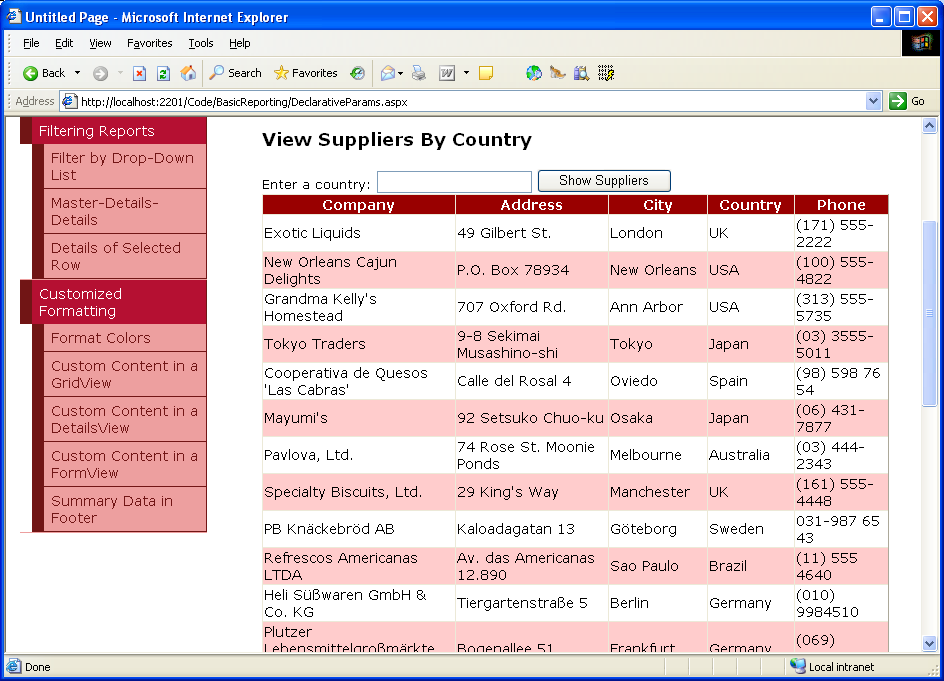 Untitled Page - Microsoft Internet Explorer
File Edit View Favorites Tools Help
Back Search Favorites
Address http://localhost:2201/Code/BasicReporting/DeclarativeParams.aspx Go
Filtering Reports
Filter by Drop-Down
List
Master-Details-
Details
Details of Selected
Row
Customized
Formatting
Format Colors
Custom Content in a
GridView
Custom Content in a
DetailsView
Custom Content in a
FormView
Summary Data in
Footer
View Suppliers By Country
Enter a country: Show Suppliers
Company Address City Country Phone
Exotic Liquids 49 Gilbert St. London UK (171) 555-
2222
New Orleans Cajun
Delights P.O. Box 78934 New Orleans USA (100) 555-
4822
Grandma Kelly's
Homestead 707 Oxford Rd. Ann Arbor USA (313) 555-
5735
Tokyo Traders 9-8 Sekimai
Musashino-shi Tokyo Japan (03) 3555-
5011
Cooperativa de Quesos
'Las Cabras' Calle del Rosal 4 Oviedo Spain (98) 598 76
54
Mayumi's 92 Setsuko Chuo-ku Osaka Japan (06) 431-
7877
Pavlova, Ltd. 74 Rose St. Moonie
Ponds Melbourne Australia (03) 444-
2343
Specialty Biscuits, Ltd. 29 King's Way Manchester UK (161) 555-
4448
PB Knäckebröd AB Kaloadagatan 13 Göteborg Sweden 031-987 65
43
Refrescos Americanas
LTDA Av. das Americanas
12.890 Sao Paulo Brazil (11) 555
4640
Heli Süßwaren GmbH &
Co. KG Tiergartenstraße 5 Berlin Germany (010)
9984510
Plutzer
Lebensmittelgroßmärkte Bogenallee 51 Frankfurt Germany (069)
Done Local intranet